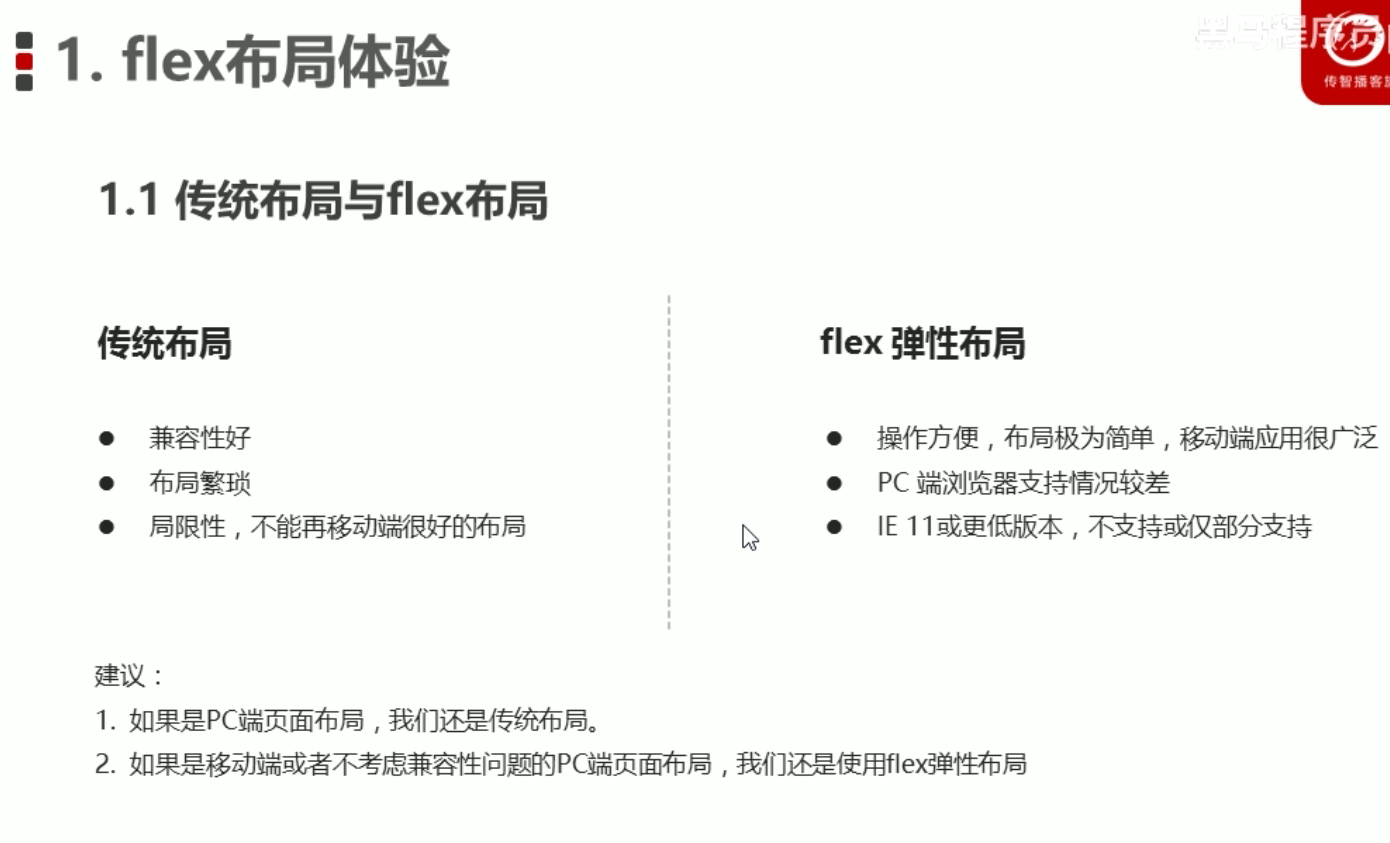 1. flex布局体验
黑马程序员
传智播客旗
1.1 传统布局与flex布局
传统布局
● 兼容性好
● 布局繁琐
● 局限性，不能再移动端很好的布局
flex 弹性布局
● 操作方便，布局极为简单，移动端应用很广泛
● PC 端浏览器支持情况较差
● IE 11或更低版本，不支持或仅部分支持
建议：
1. 如果是PC端页面布局，我们还是传统布局。
2. 如果是移动端或者不考虑兼容性问题的PC端页面布局，我们还是使用flex弹性布局